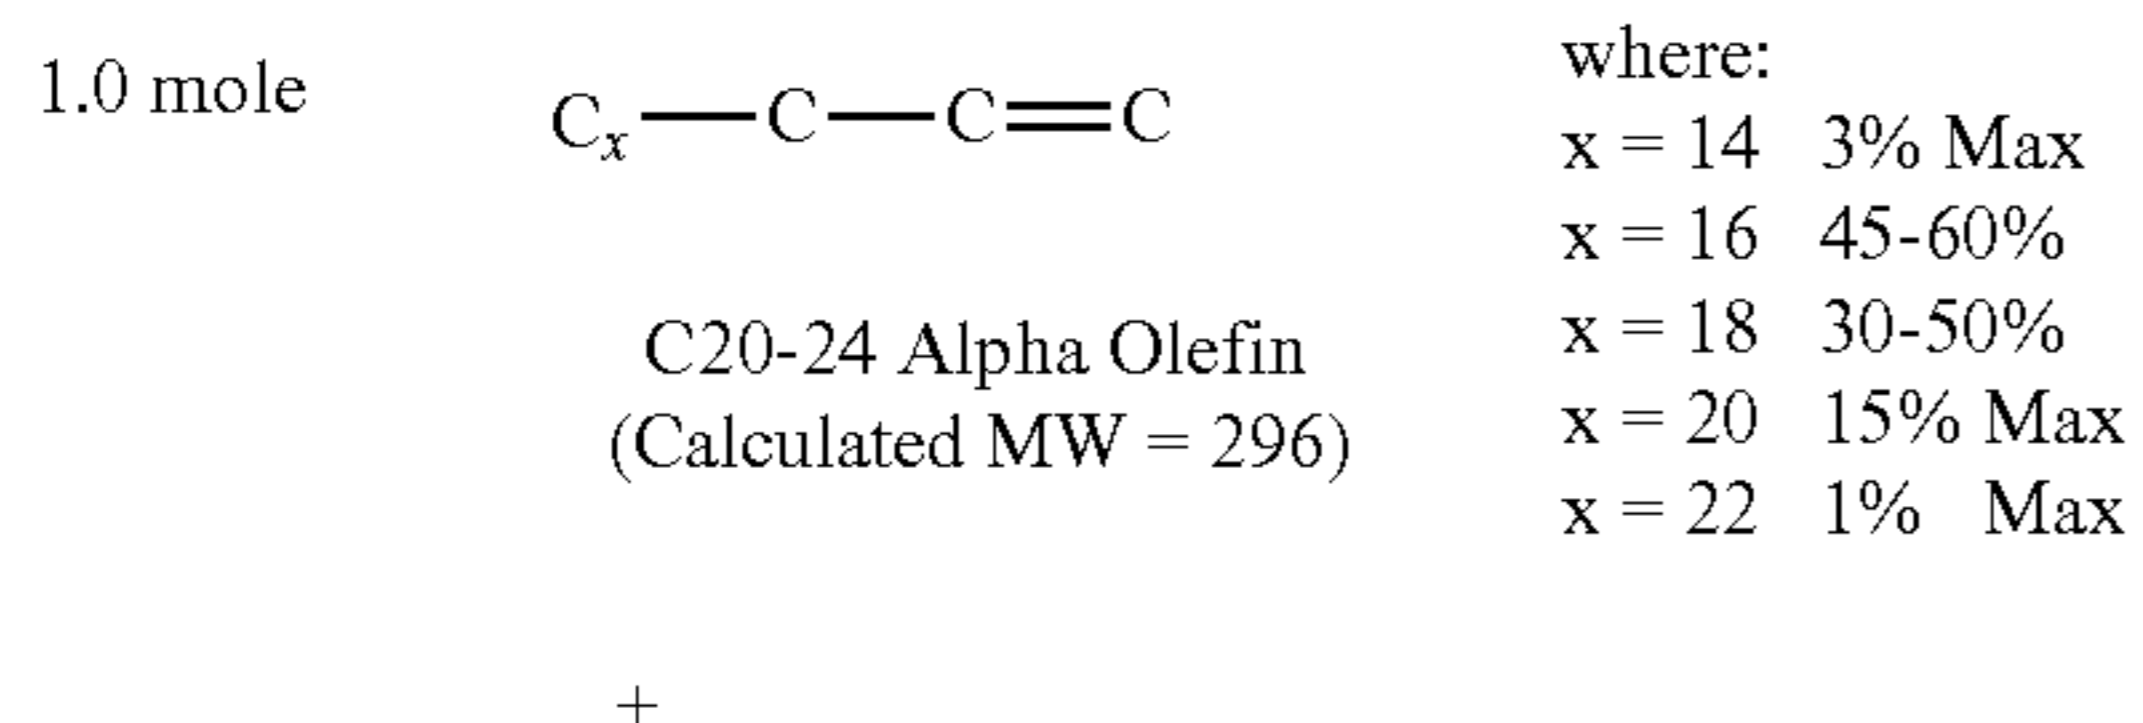 1.0 mole
Cx—C—C═C
C20-24 Alpha Olefin
(Calculated MW = 296)
where:
x = 14 3% Max
x = 16 45-60%
x = 18 30-50%
x = 20 15% Max
x = 22 1% Max
+